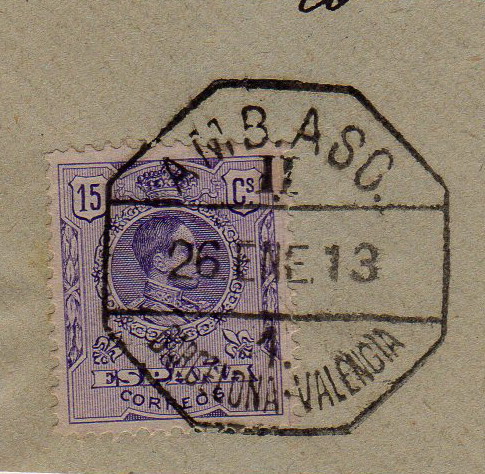 AMB. ASC.
II
15 Cs
26 ENE 13
N.
BARCELONA-VALENCIA
ESPAÑA
CORREOS